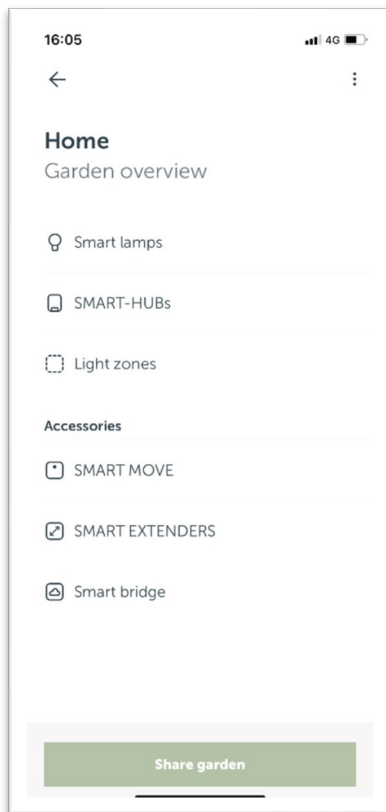 16:05
4G
Home
Garden overview
Smart lamps
SMART-HUBs
Light zones
Accessories
SMART MOVE
SMART EXTENDERS
Smart bridge
Share garden